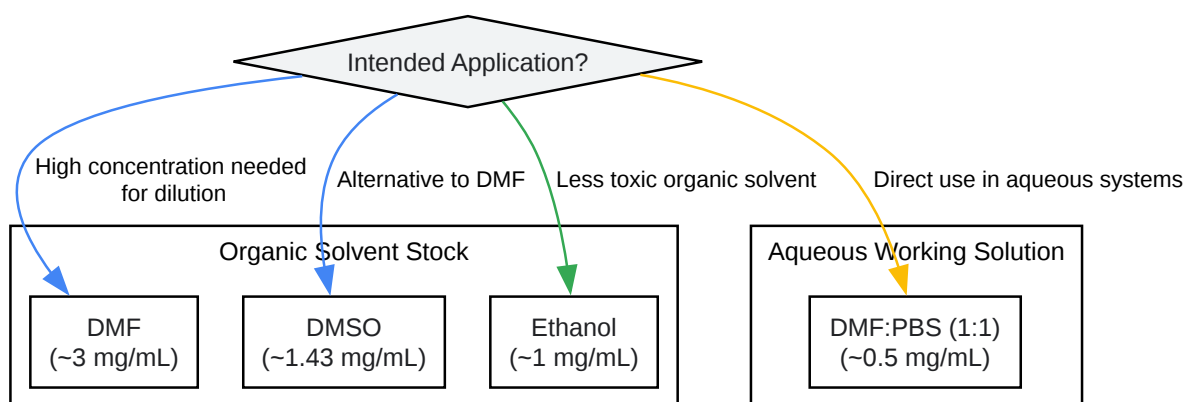 Intended Application?
High concentration needed
for dilution
Alternative to DMF
Less toxic organic solvent
Direct use in aqueous systems
Organic Solvent Stock
Aqueous Working Solution
DMF
(~3 mg/mL)
DMSO
(~1.43 mg/mL)
Ethanol
(~1 mg/mL)
DMF:PBS (1:1)
(~0.5 mg/mL)